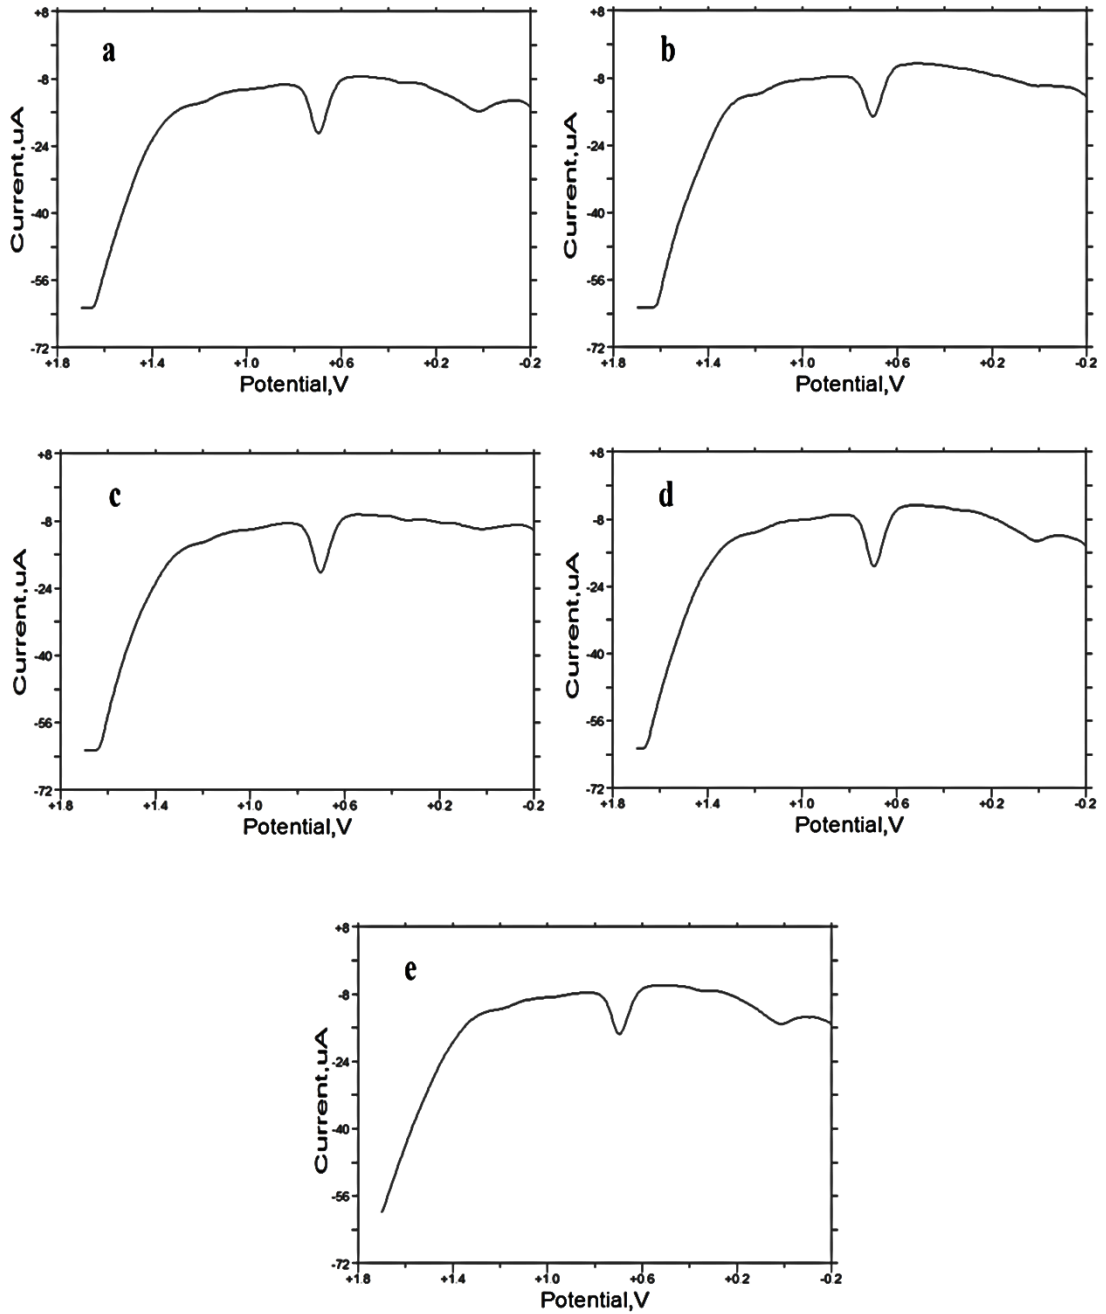 a
+8
-8
-24
-40
-56
-72
Current,uA
+1.8 +1.4 +1.0 +0.6 +0.2 -0.2
Potential,V
b
+8
-8
-24
-40
-56
-72
Current,uA
+1.8 +1.4 +1.0 +0.6 +0.2 -0.2
Potential,V
c
+8
-8
-24
-40
-56
-72
Current,uA
+1.8 +1.4 +1.0 +0.6 +0.2 -0.2
Potential,V
d
+8
-8
-24
-40
-56
-72
Current,uA
+1.8 +1.4 +1.0 +0.6 +0.2 -0.2
Potential,V
e
+8
-8
-24
-40
-56
-72
Current,uA
+1.8 +1.4 +1.0 +0.6 +0.2 -0.2
Potential,V